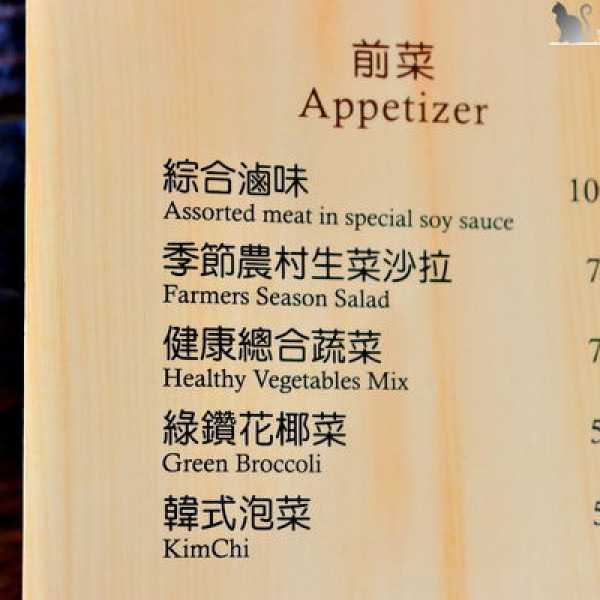 前菜
Appetizer
綜合滷味
10
Assorted meat in special soy sauce
季節農村生菜沙拉
7
Farmers Season Salad
健康總合蔬菜
7
Healthy Vegetables Mix
綠鑽花椰菜
5
Green Broccoli
韓式泡菜
5
KimChi